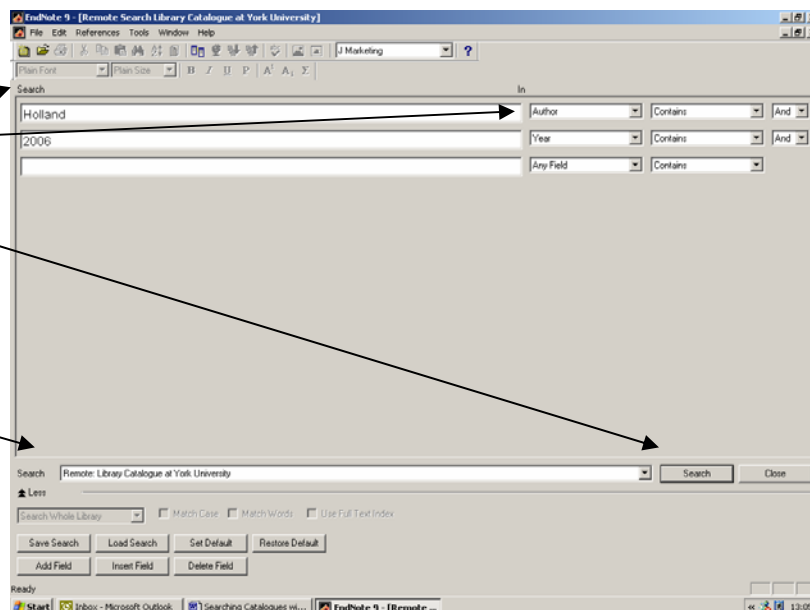 EndNote 9 - [Remote Search Library Catalogue at York University]
File Edit References Tools Window Help
J Marketing ?
Plain Font Plain Size B I U P A¹ A₁ Σ
Search In
Holland Author Contains And
2006 Year Contains And
Any Field Contains
Search Remote: Library Catalogue at York University Search Close
Less
Search Whole Library Match Case Match Words Use Full Text Index
Save Search Load Search Set Default Restore Default
Add Field Insert Field Delete Field
Ready
Start Inbox - Microsoft Outlook Searching Catalogues wi... EndNote 9 - [Remote ... «